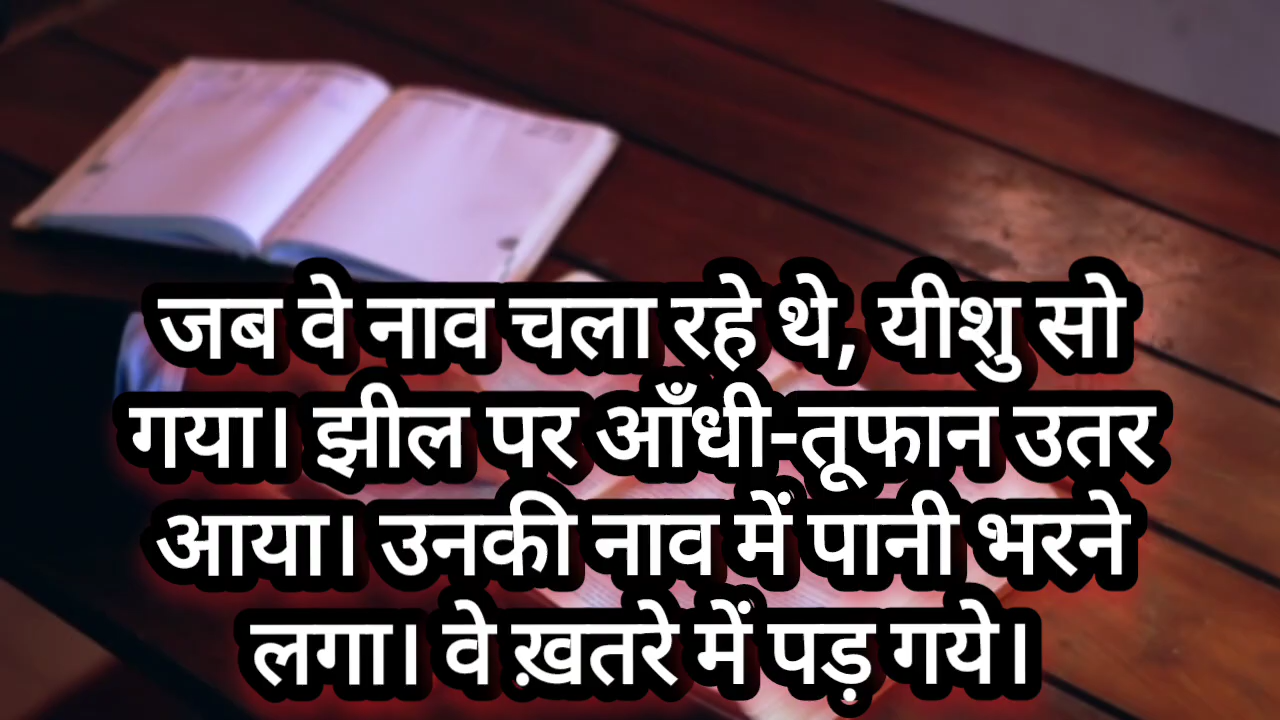 जब वे नाव चला रहे थे, यीशु सो
गया। झील पर आँधी-तूफान उतर
आया। उनकी नाव में पानी भरने
लगा। वे ख़तरे में पड़ गये।